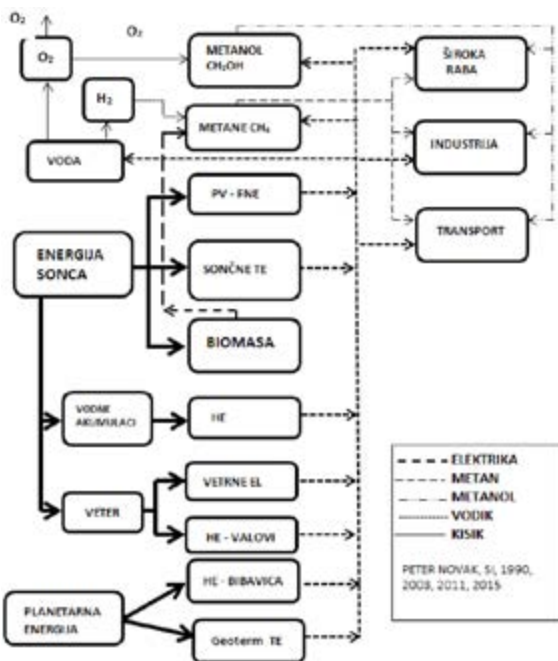 O₂
O₂
O₂
METANOL
CH₃OH
ŠIROKA
RABA
H₂
METANE CH₄
VODA
INDUSTRIJA
PV - FNE
TRANSPORT
ENERGIJA
SONCA
SONČNE TE
BIOMASA
VODNE
AKUMULACI
HE
ELEKTRIKA
METAN
METANOL
VODIK
KISIK
VETRNE EL
VETER
HE - VALOVI
PETER NOVAK, SI, 1990,
2008, 2011, 2015
HE - BIBAVICA
PLANETARNA
ENERGIJA
Geoterm TE